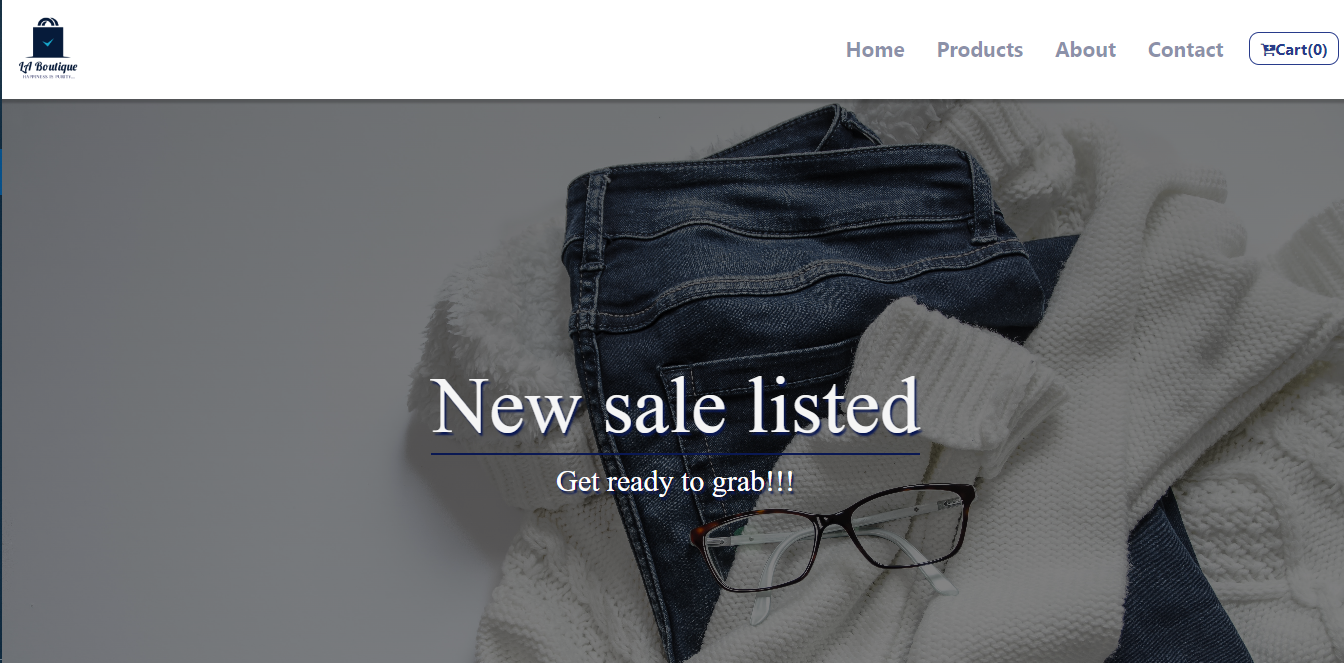 LA Boutique
HAPPINESS IS PURITY...
Home Products About Contact Cart(0)
New sale listed
Get ready to grab!!!